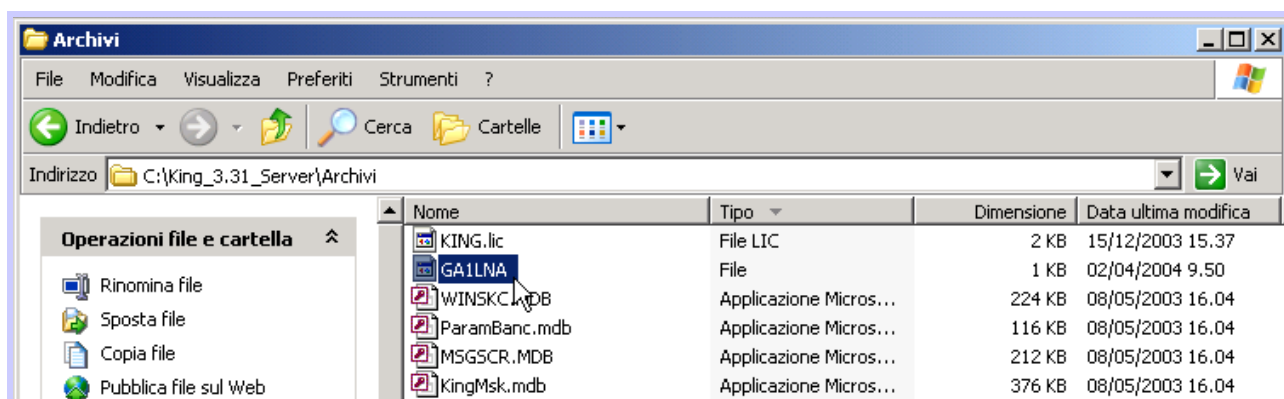 Archivi
File Modifica Visualizza Preferiti Strumenti ?
Indietro Cerca Cartelle
Indirizzo C:\King_3.31_Server\Archivi Vai
Nome Tipo Dimensione Data ultima modifica
Operazioni file e cartella
KING.lic File LIC 2 KB 15/12/2003 15.37
GA1LNA File 1 KB 02/04/2004 9.50
Rinomina file
WINSKC.MDB Applicazione Micros... 224 KB 08/05/2003 16.04
Sposta file
ParamBanc.mdb Applicazione Micros... 116 KB 08/05/2003 16.04
Copia file
MSGSCR.MDB Applicazione Micros... 212 KB 08/05/2003 16.04
Pubblica file sul Web
KingMsk.mdb Applicazione Micros... 376 KB 08/05/2003 16.04